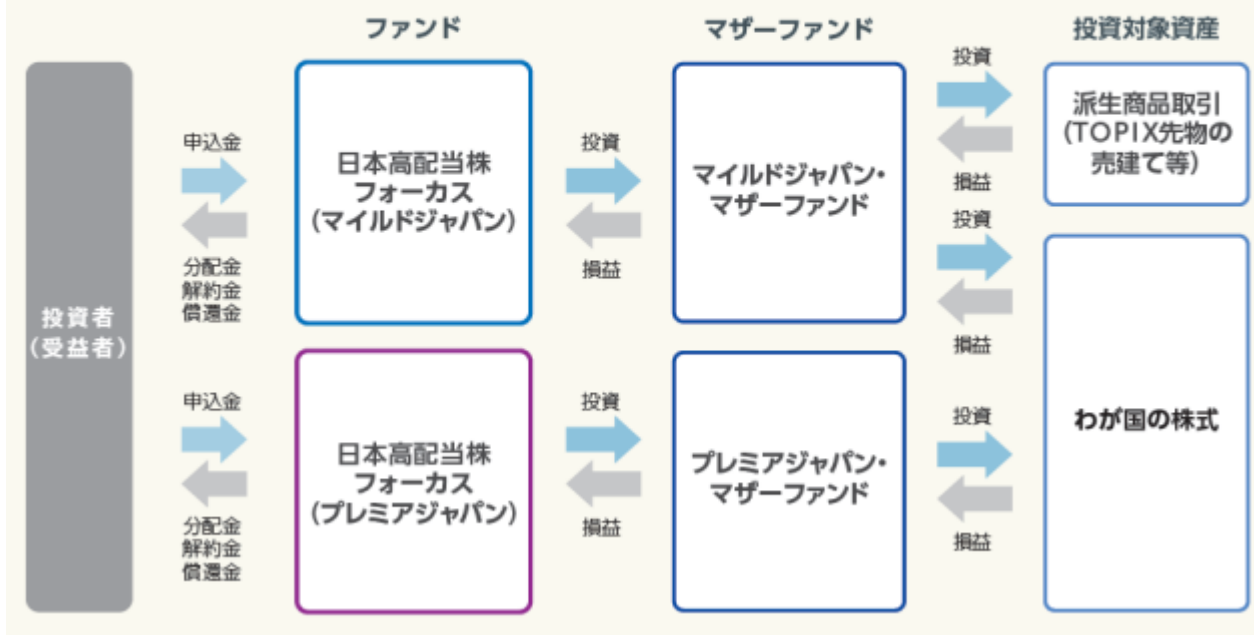 ファンド
マザーファンド
投資対象資産
投資者
(受益者)
申込金
分配金
解約金
償還金
日本高配当株
フォーカス
(マイルドジャパン)
投資
損益
マイルドジャパン・
マザーファンド
投資
損益
派生商品取引
(TOPIX先物の
売建て等)
投資
損益
申込金
分配金
解約金
償還金
日本高配当株
フォーカス
(プレミアジャパン)
投資
損益
プレミアジャパン・
マザーファンド
投資
損益
わが国の株式